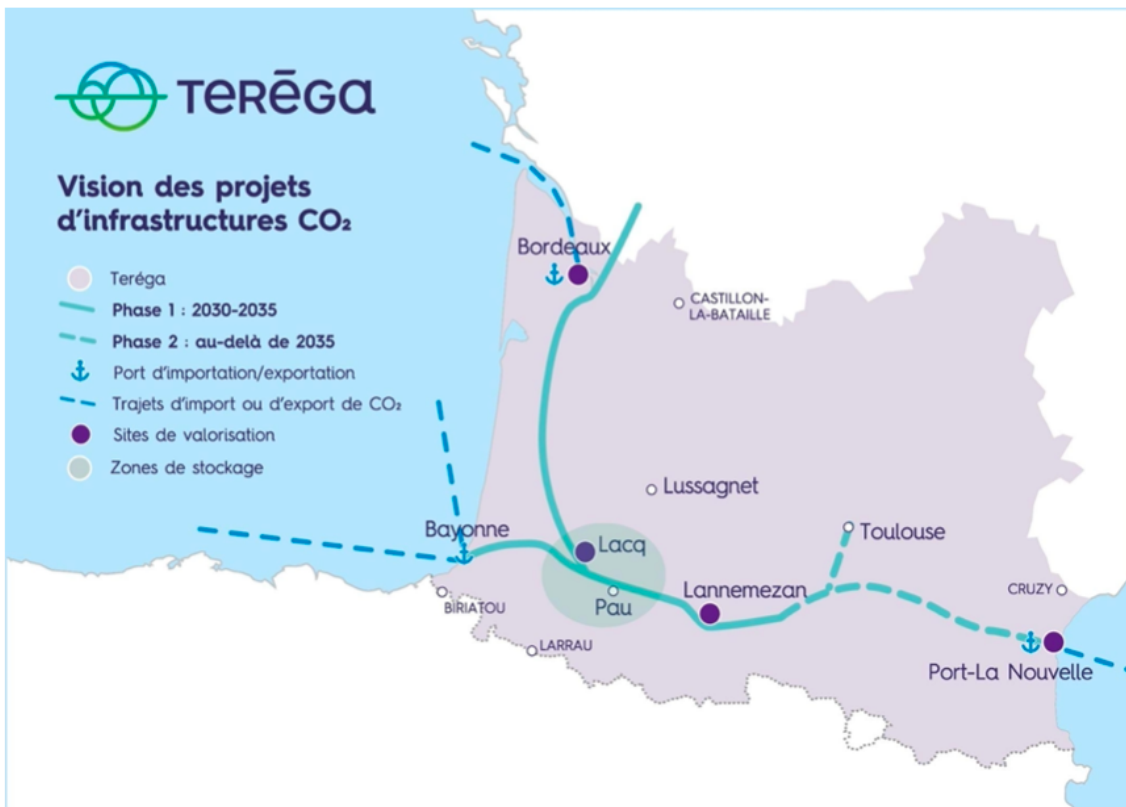 TERĒGA
Vision des projets
d'infrastructures CO₂
Teréga
Phase 1 : 2030-2035
Phase 2 : au-delà de 2035
Port d'importation/exportation
Trajets d'import ou d'export de CO₂
Sites de valorisation
Zones de stockage
Bordeaux
CASTILLON-
LA-BATAILLE
Lussagnet
Bayonne
Lacq
Toulouse
Pau
Lannemezan
BIRIATOU
CRUZY
LARRAU
Port-La Nouvelle